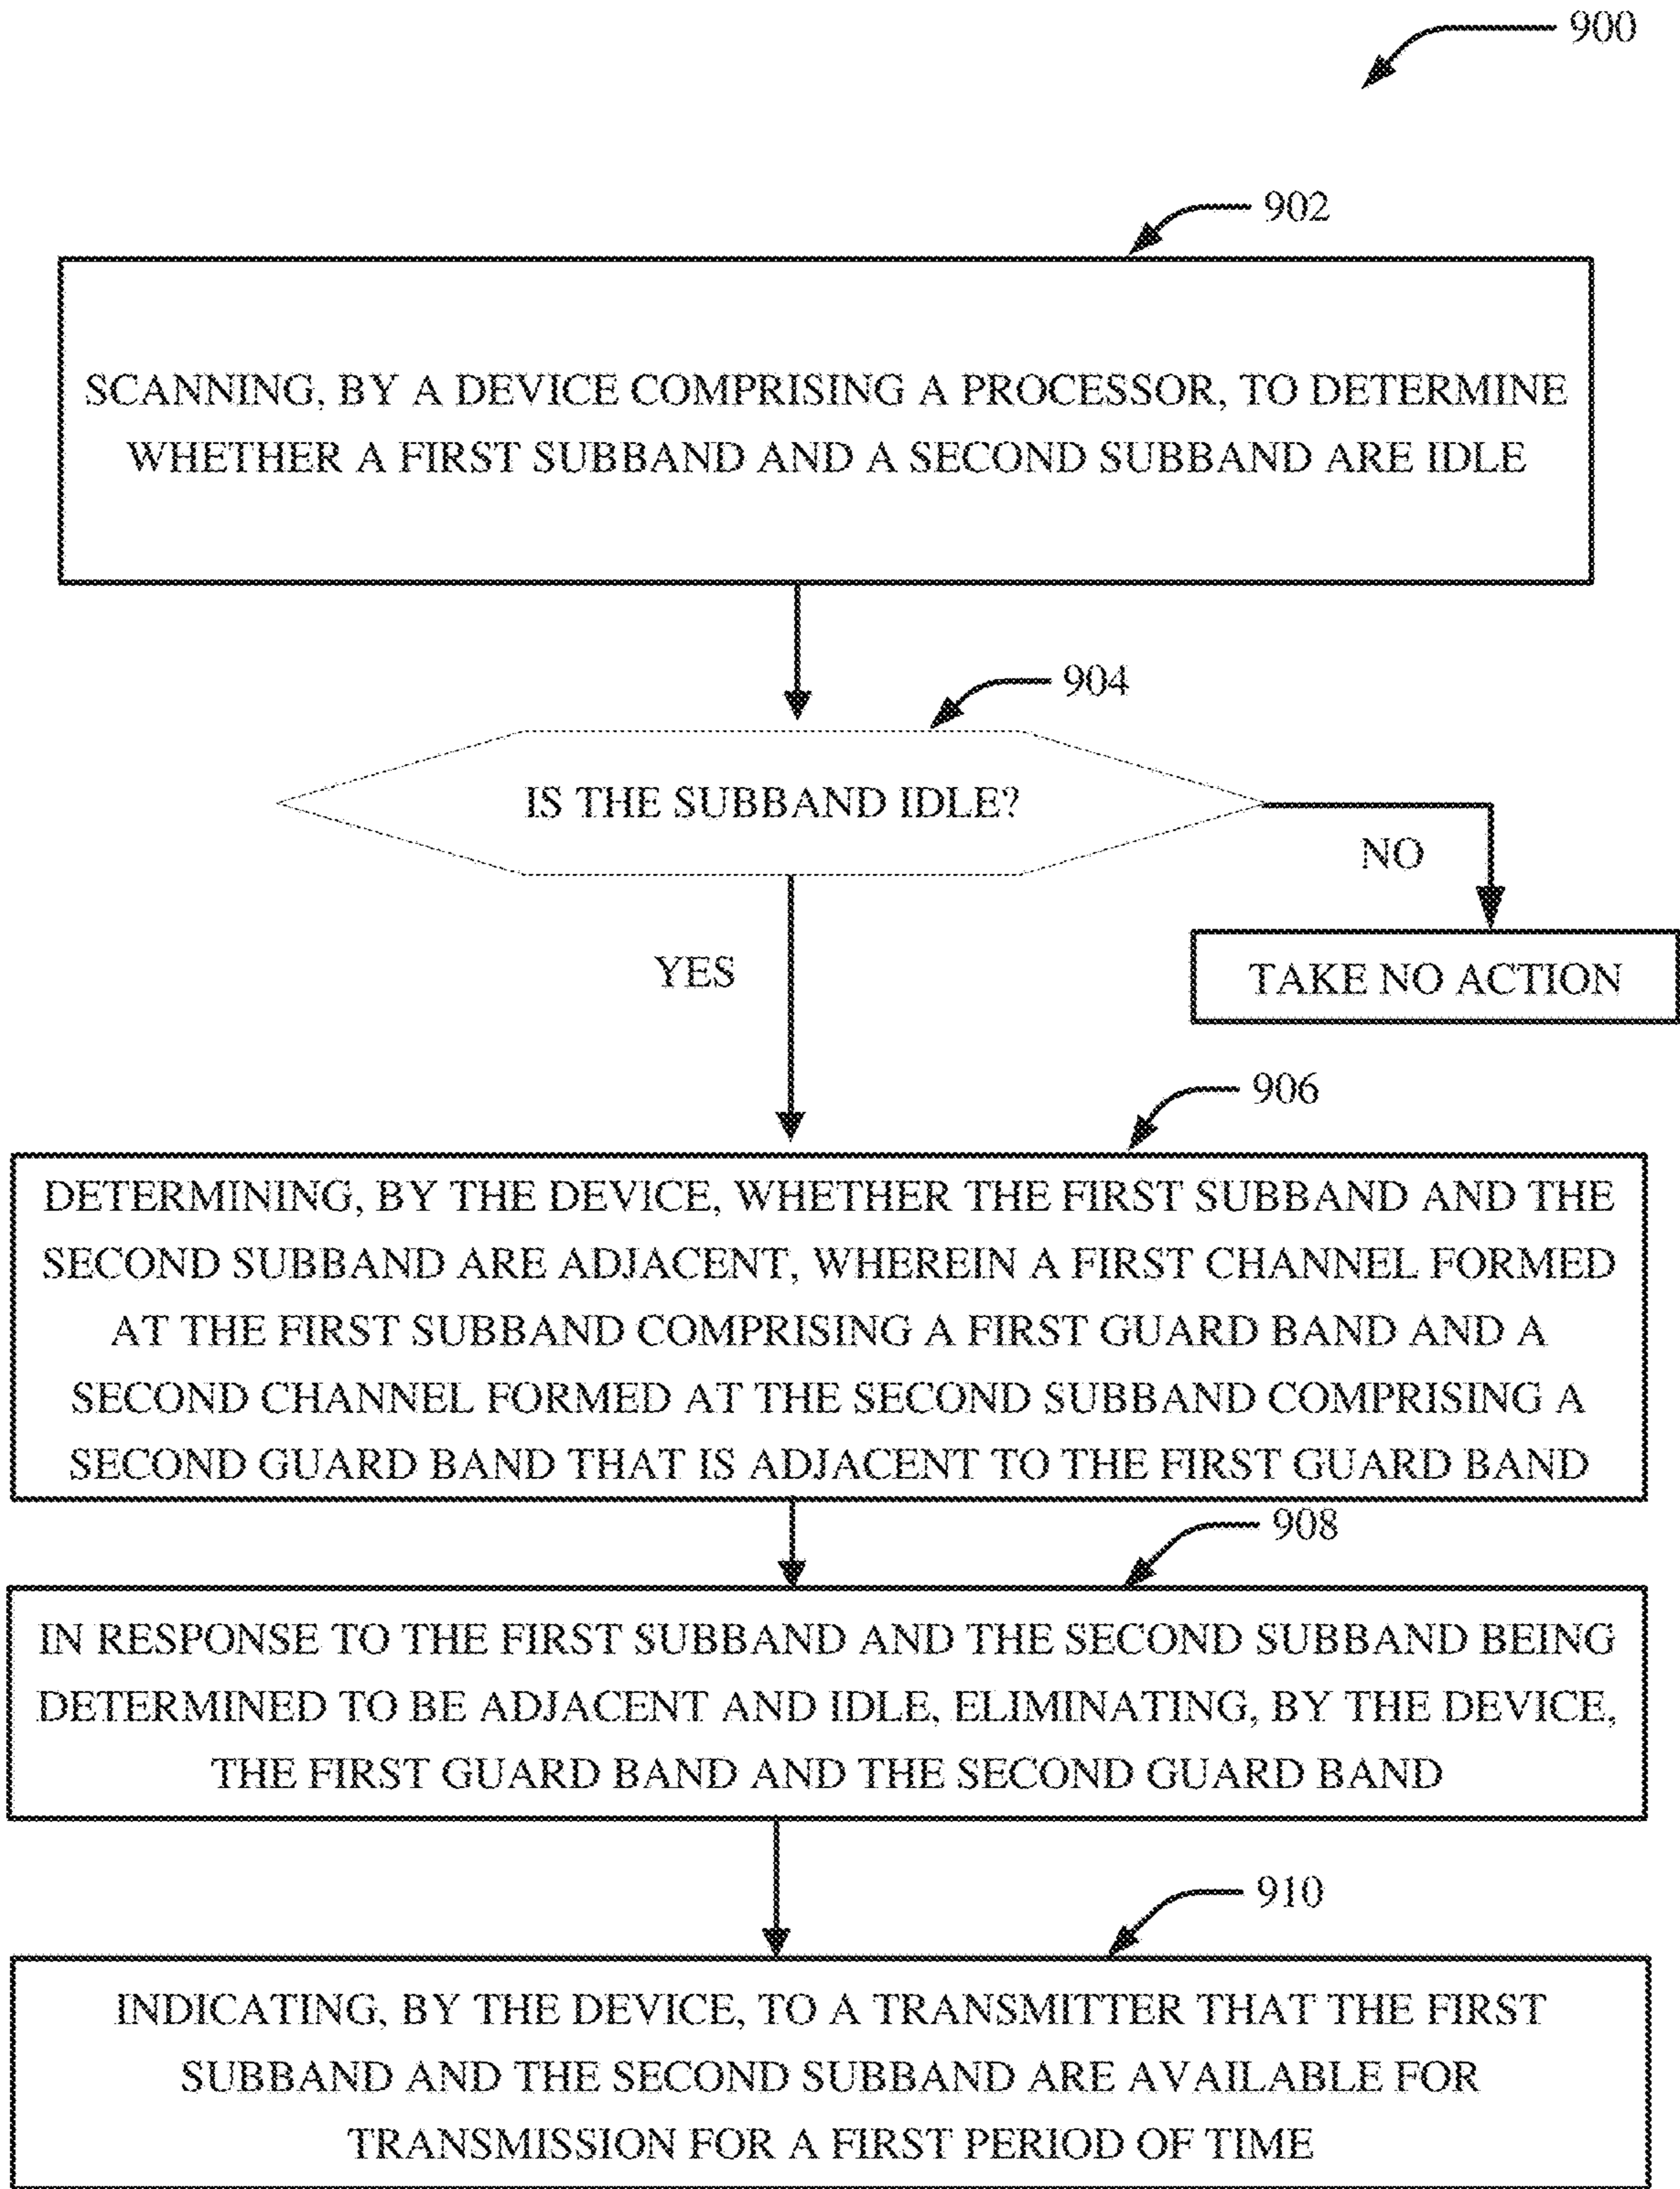 900
902
SCANNING, BY A DEVICE COMPRISING A PROCESSOR, TO DETERMINE
WHETHER A FIRST SUBBAND AND A SECOND SUBBAND ARE IDLE
904
IS THE SUBBAND IDLE?
NO
YES
TAKE NO ACTION
906
DETERMINING, BY THE DEVICE, WHETHER THE FIRST SUBBAND AND THE
SECOND SUBBAND ARE ADJACENT, WHEREIN A FIRST CHANNEL FORMED
AT THE FIRST SUBBAND COMPRISING A FIRST GUARD BAND AND A
SECOND CHANNEL FORMED AT THE SECOND SUBBAND COMPRISING A
SECOND GUARD BAND THAT IS ADJACENT TO THE FIRST GUARD BAND
908
IN RESPONSE TO THE FIRST SUBBAND AND THE SECOND SUBBAND BEING
DETERMINED TO BE ADJACENT AND IDLE, ELIMINATING, BY THE DEVICE,
THE FIRST GUARD BAND AND THE SECOND GUARD BAND
910
INDICATING, BY THE DEVICE, TO A TRANSMITTER THAT THE FIRST
SUBBAND AND THE SECOND SUBBAND ARE AVAILABLE FOR
TRANSMISSION FOR A FIRST PERIOD OF TIME